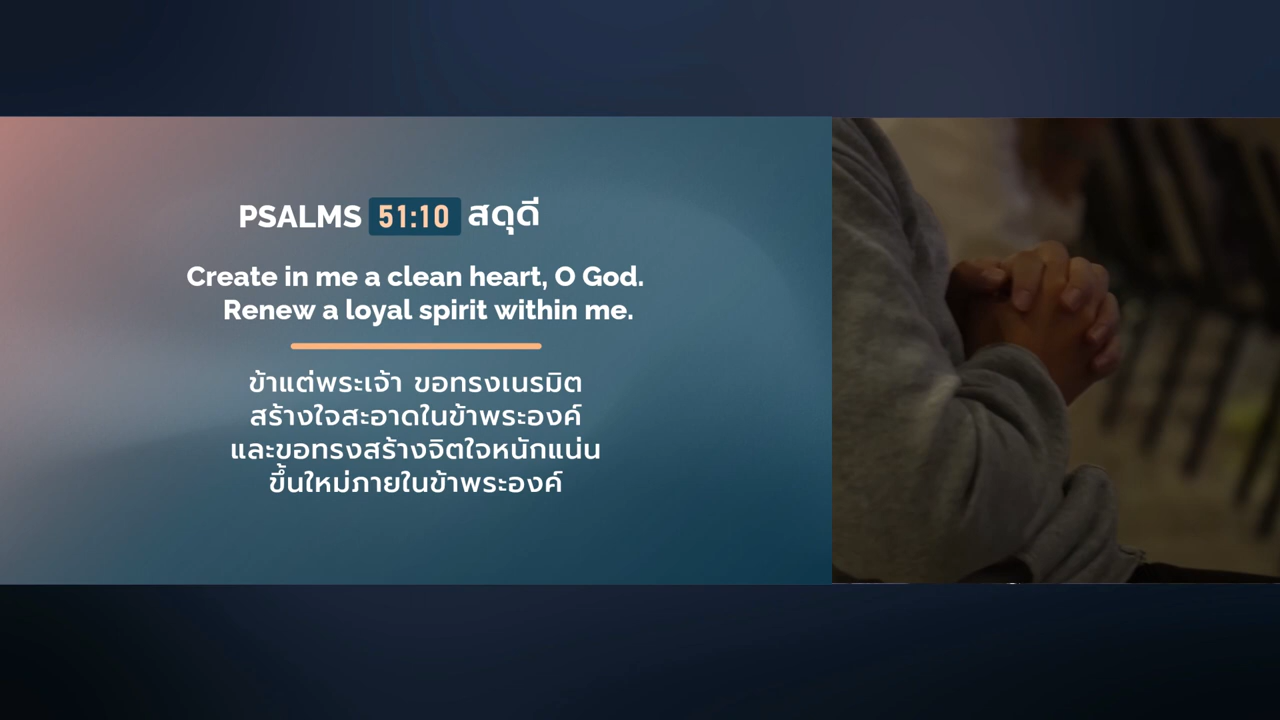 PSALMS 51:10 สดุดี
Create in me a clean heart, O God.
Renew a loyal spirit within me.
ข้าแต่พระเจ้า ขอทรงเนรมิต
สร้างใจสะอาดในข้าพระองค์
และขอทรงสร้างจิตใจหนักแน่น
ขึ้นใหม่ภายในข้าพระองค์